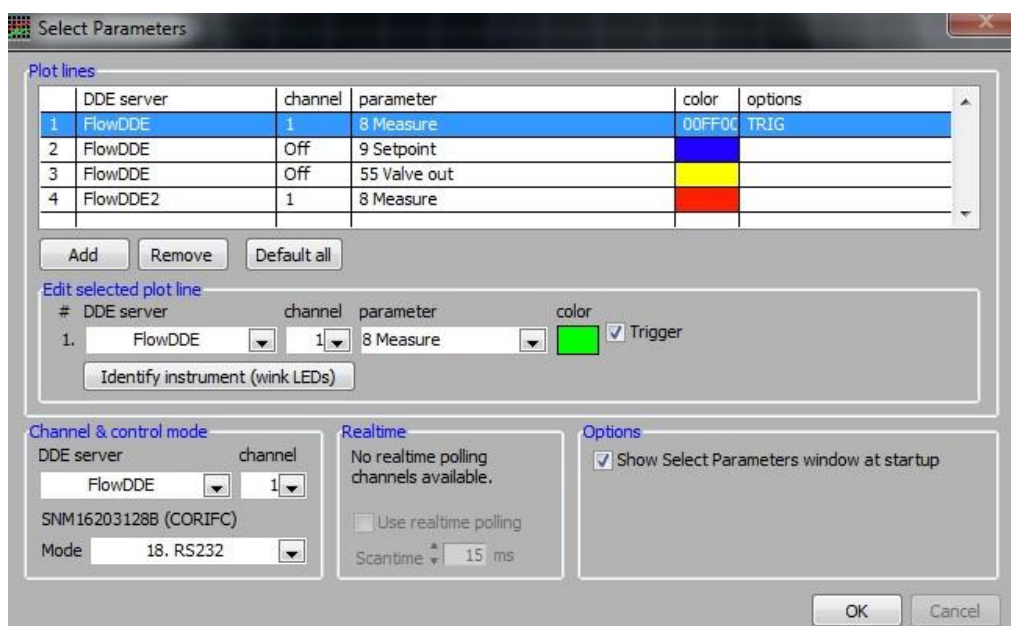 Select Parameters
Plot lines
DDE server channel parameter color options
1 FlowDDE 1 8 Measure 00FF00 TRIG
2 FlowDDE Off 9 Setpoint
3 FlowDDE Off 55 Valve out
4 FlowDDE2 1 8 Measure
Add Remove Default all
Edit selected plot line
# DDE server channel parameter color
1. FlowDDE 1 8 Measure Trigger
Identify instrument (wink LEDs)
Channel & control mode
DDE server channel
FlowDDE 1
SNM16203128B (CORIFC)
Mode 18. RS232
Realtime
No realtime polling
channels available.
Use realtime polling
Scantime 15 ms
Options
Show Select Parameters window at startup
OK Cancel